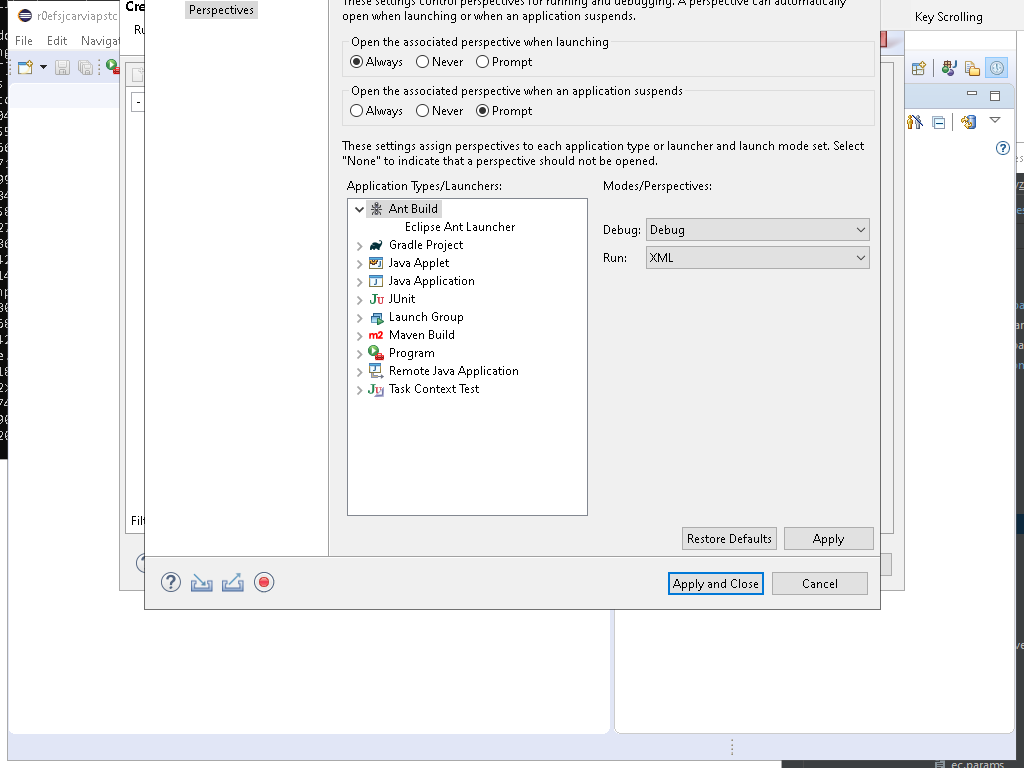 These settings control perspectives for running and debugging. A perspective can automatically
open when launching or when an application suspends.
Perspectives
r0efsjcarviapstc
File Edit Navigat
Cre
Key Scrolling
Open the associated perspective when launching
Always Never Prompt
Open the associated perspective when an application suspends
Always Never Prompt
These settings assign perspectives to each application type or launcher and launch mode set. Select
"None" to indicate that a perspective should not be opened.
Application Types/Launchers:
Modes/Perspectives:
Ant Build
Eclipse Ant Launcher
Gradle Project
Java Applet
Java Application
JUnit
Launch Group
Maven Build
Program
Remote Java Application
Task Context Test
Debug: Debug
Run: XML
Restore Defaults Apply
Apply and Close Cancel
ec.params